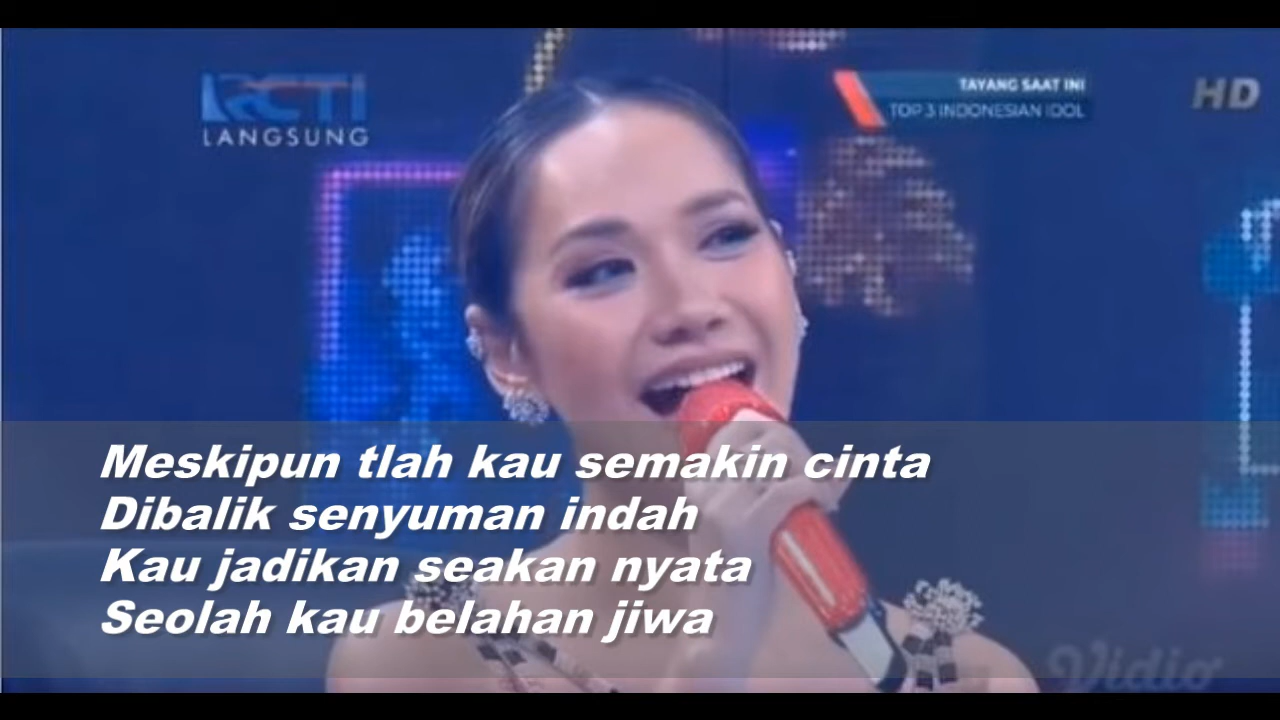 RCTI
LANGSUNG
TAYANG SAAT INI
TOP 3 INDONESIAN IDOL
HD
Meskipun tlah kau semakin cinta
Dibalik senyuman indah
Kau jadikan seakan nyata
Seolah kau belahan jiwa
Vidio